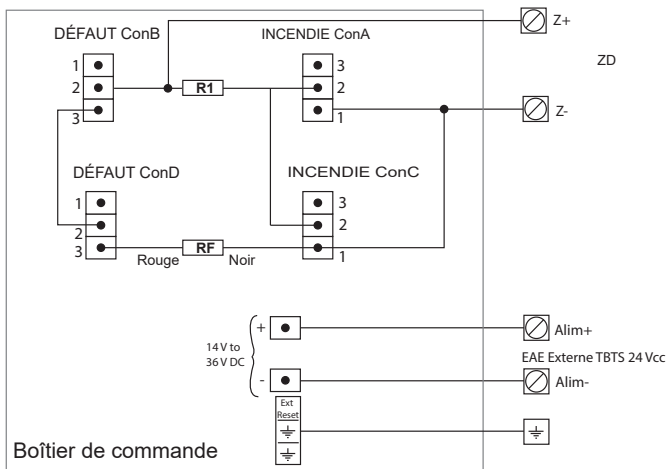 DÉFAUT ConB
INCENDIE ConA
Z+
ZD
1
2
3
R1
3
2
1
Z-
DÉFAUT ConD
INCENDIE ConC
1
2
3
Rouge
RF
Noir
3
2
1
14 V to
36 V DC
+
-
Alim+
EAE Externe TBTS 24 Vcc
Alim-
Ext
Reset
Boîtier de commande